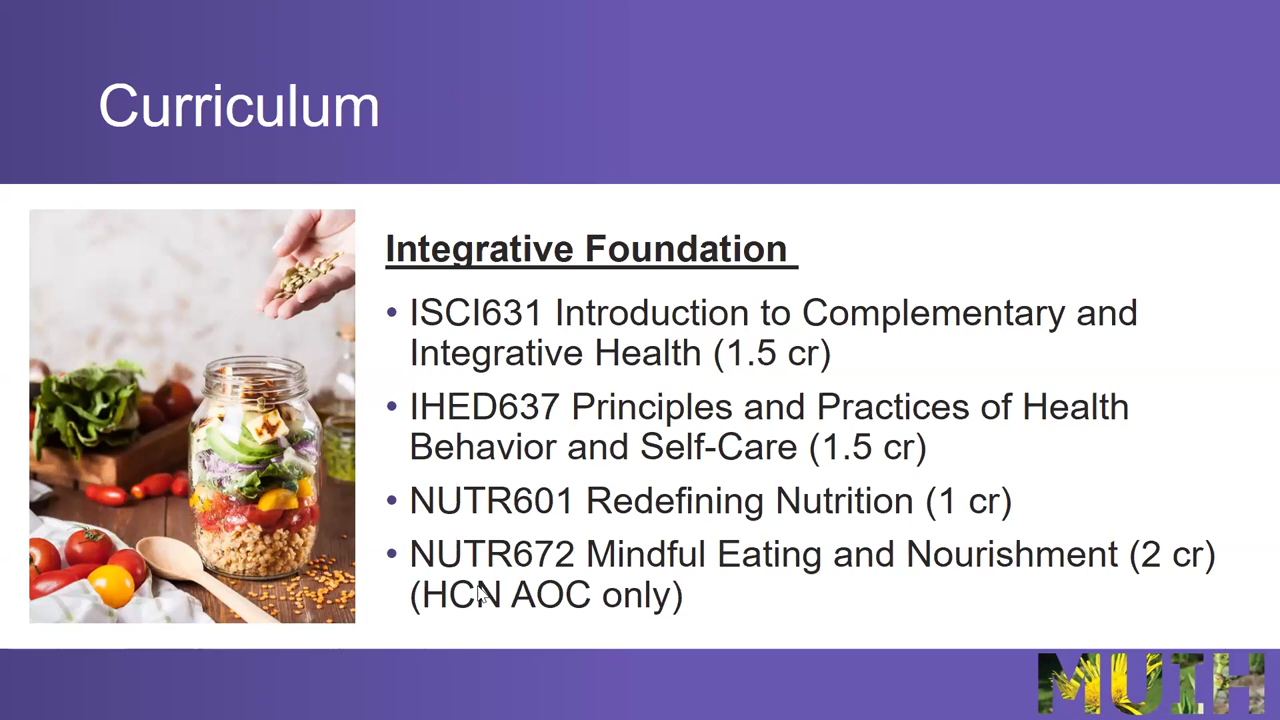 Curriculum
Integrative Foundation
• ISCI631 Introduction to Complementary and
Integrative Health (1.5 cr)
• IHED637 Principles and Practices of Health
Behavior and Self-Care (1.5 cr)
• NUTR601 Redefining Nutrition (1 cr)
• NUTR672 Mindful Eating and Nourishment (2 cr)
(HCN AOC only)
MUIH